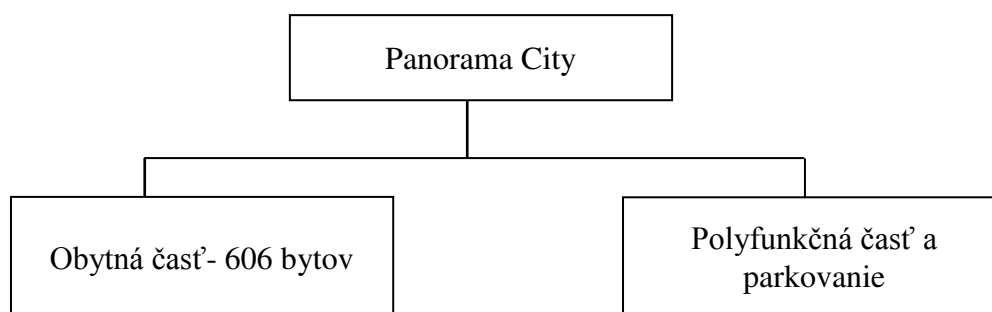 Panorama City
Obytná časť- 606 bytov
Polyfunkčná časť a
parkovanie